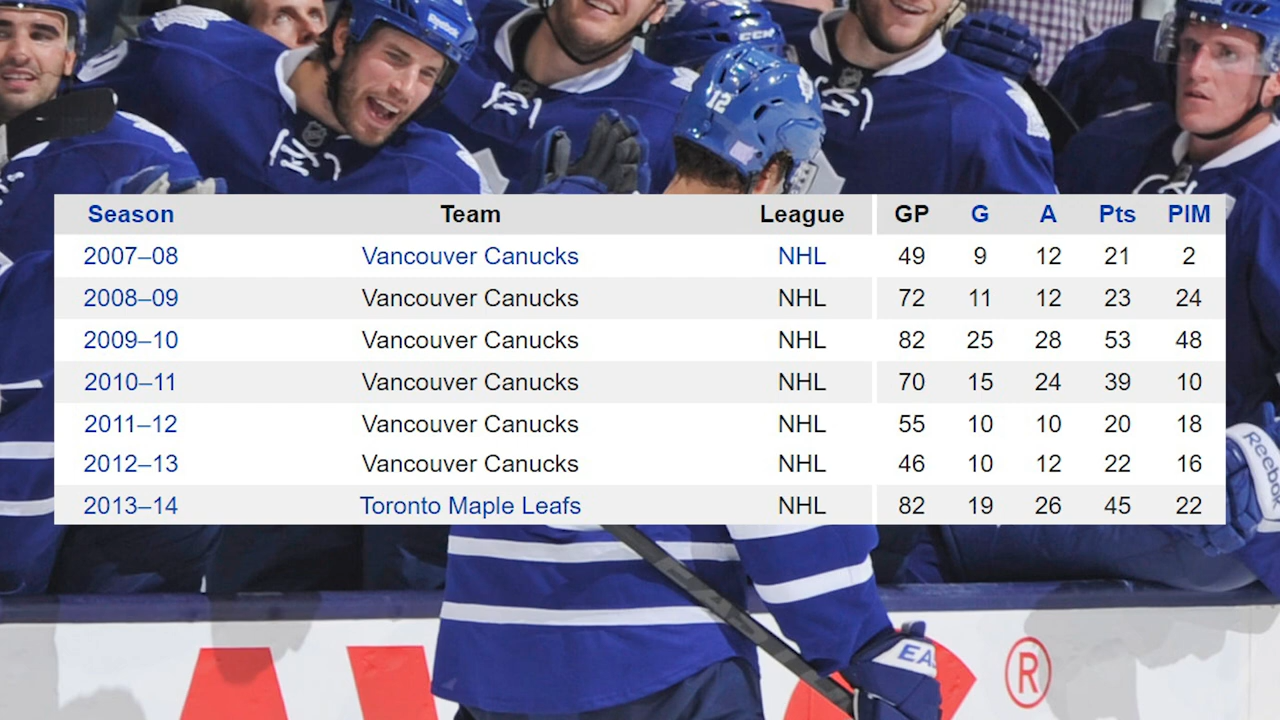 Reebok
CCM
12
Season Team League GP G A Pts PIM
2007–08 Vancouver Canucks NHL 49 9 12 21 2
2008–09 Vancouver Canucks NHL 72 11 12 23 24
2009–10 Vancouver Canucks NHL 82 25 28 53 48
2010–11 Vancouver Canucks NHL 70 15 24 39 10
2011–12 Vancouver Canucks NHL 55 10 10 20 18
2012–13 Vancouver Canucks NHL 46 10 12 22 16
2013–14 Toronto Maple Leafs NHL 82 19 26 45 22
Reebok
®